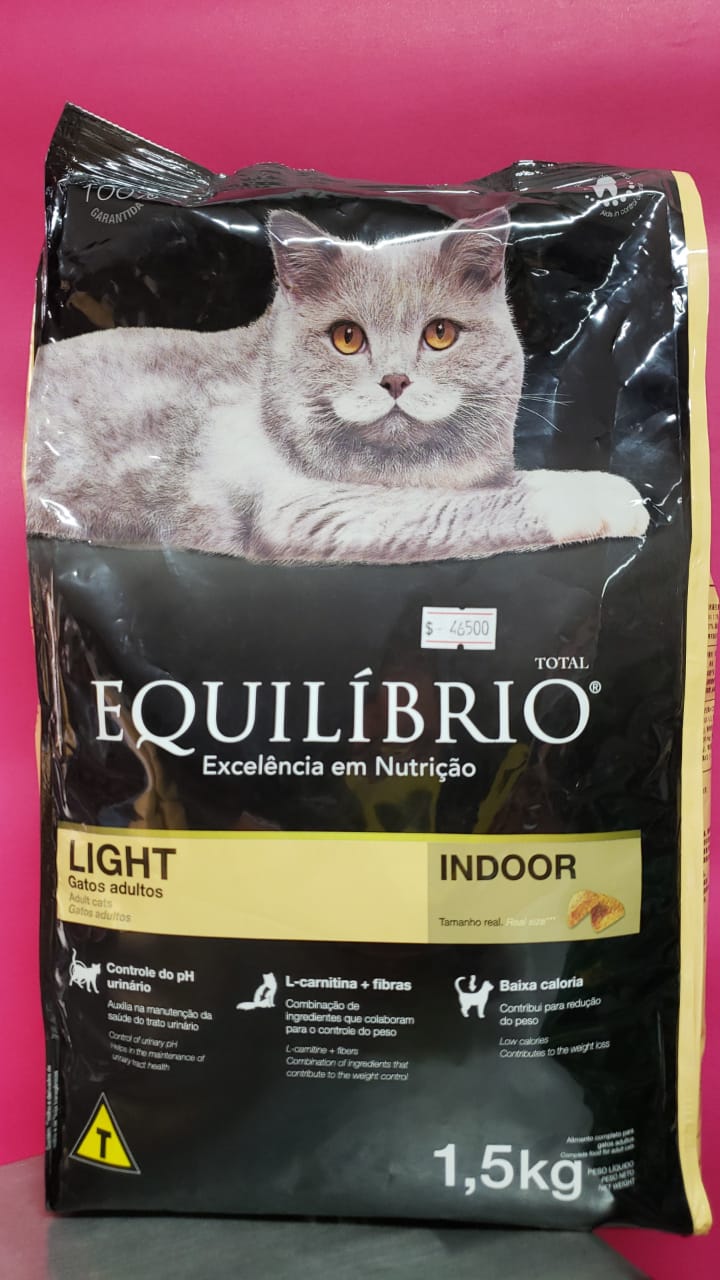 100%
GARANTIDA
Aids in control of
$- 46500
TOTAL
EQUILÍBRIO®
Excelência em Nutrição
LIGHT
Gatos adultos
Adult cats
Gatos adultos
INDOOR
Tamanho real. Real size***
Controle do pH
urinário
Auxilia na manutenção da
saúde do trato urinário
Control of urinary pH
Helps in the maintenance of
urinary tract health
L-carnitina + fibras
Combinação de
ingredientes que colaboram
para o controle do peso
L-carnitine + fibers
Combination of ingredients that
contribute to the weight control
Baixa caloria
Contribui para redução
do peso
Low calories
Contributes to the weight loss
T
Alimento completo para
gatos adultos
Complete food for adult cats
1,5kg
PESO LÍQUIDO
PESO NETO
NET WEIGHT